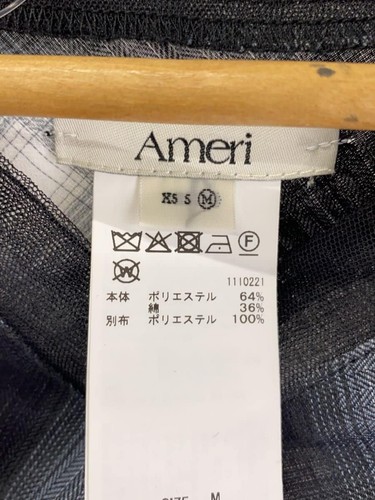 Ameri
XS S M
F
W
1110221
本体 ポリエステル 64%
綿 36%
別布 ポリエステル 100%
SIZE M